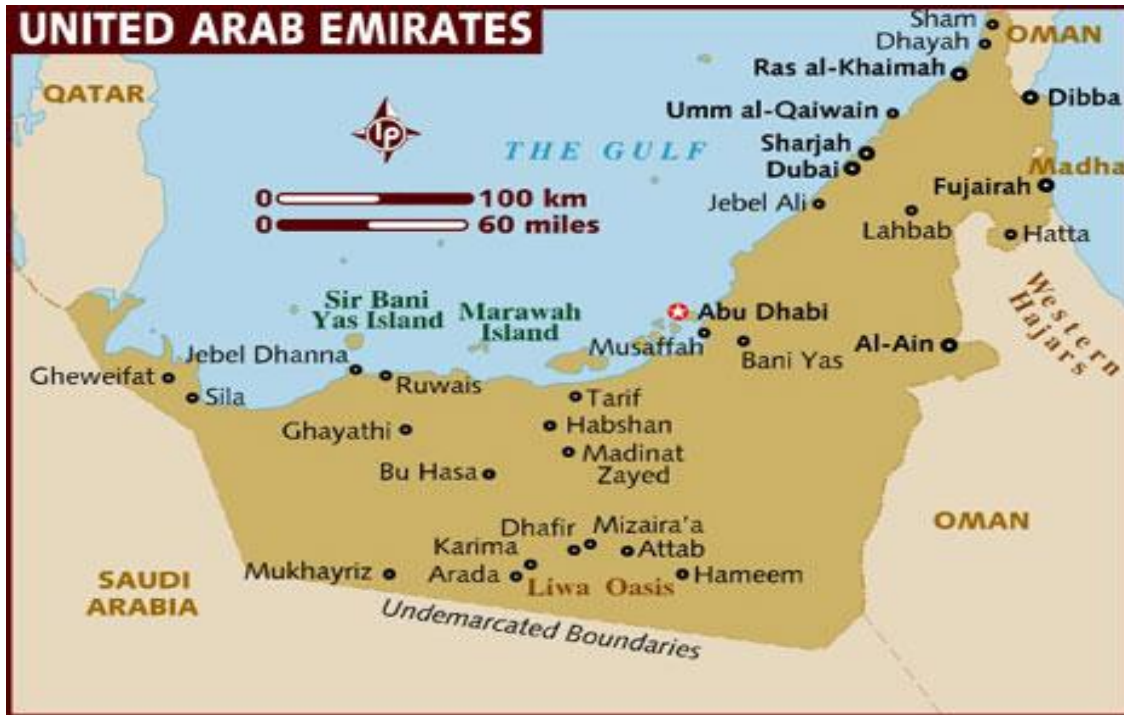 UNITED ARAB EMIRATES
Sham
Dhayah
OMAN
Ras al-Khaimah
QATAR
Dibba
Umm al-Qaiwain
lp
THE GULF
Sharjah
Dubai
Madha
Fujairah
0 100 km
0 60 miles
Jebel Ali
Lahbab
Hatta
Western
Hajars
Sir Bani
Yas Island
Marawah
Island
Abu Dhabi
Musaffah
Bani Yas
Al-Ain
Jebel Dhanna
Gheweifat
Ruwais
Sila
Tarif
Ghayathi
Habshan
Madinat
Zayed
Bu Hasa
OMAN
Dhafir
Mizaira'a
Karima
Attab
SAUDI
ARABIA
Mukhayriz
Arada
Liwa Oasis
Hameem
Undemarcated Boundaries